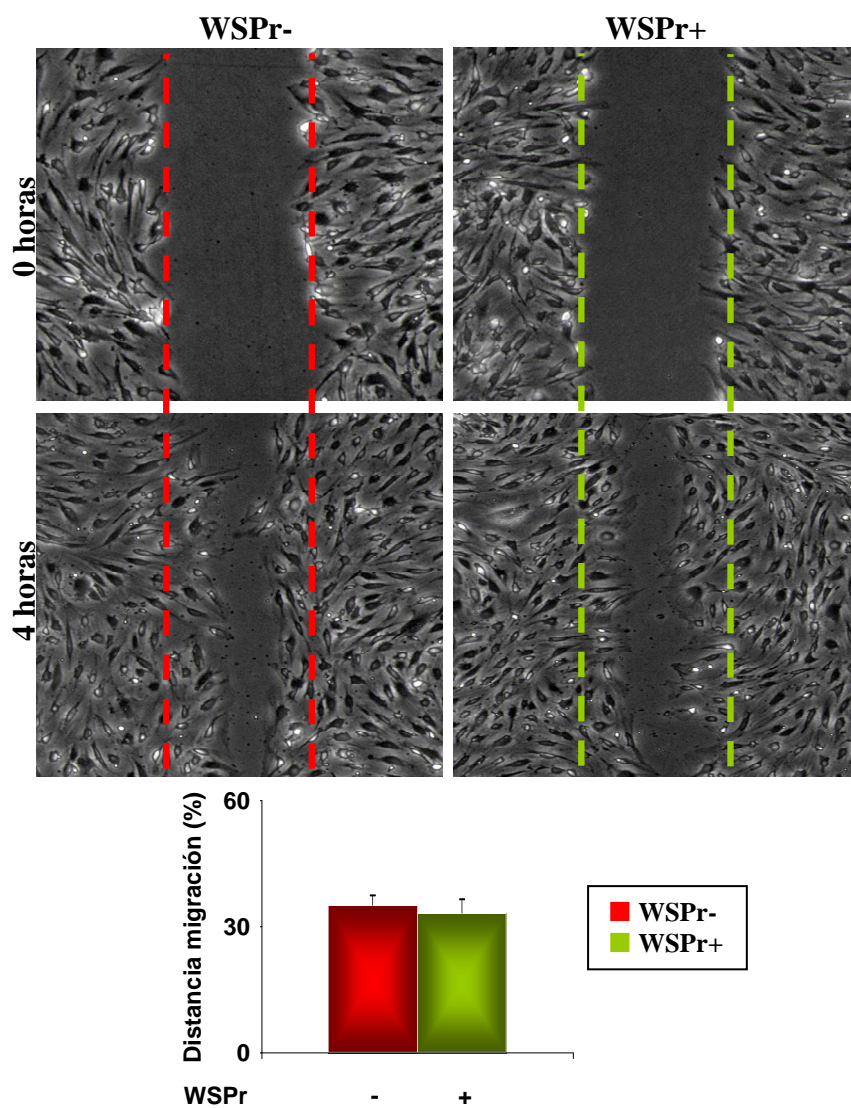 WSPr-
WSPr+
0 horas
4 horas
Distancia migración (%)
60
30
0
WSPr - +
WSPr-
WSPr+